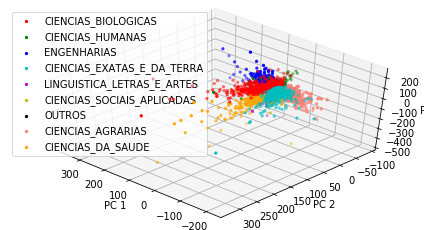 CIENCIAS_BIOLOGICAS
CIENCIAS_HUMANAS
ENGENHARIAS
CIENCIAS_EXATAS_E_DA_TERRA
LINGUISTICA_LETRAS_E_ARTES
CIENCIAS_SOCIAIS_APLICADAS
OUTROS
CIENCIAS_AGRARIAS
CIENCIAS_DA_SAUDE
300
200
100
0
−100
−200
PC 1
300
250
200
150
100
50
0
−50
−100
PC 2
200
100
0
−100
−200
−300
−400
−500